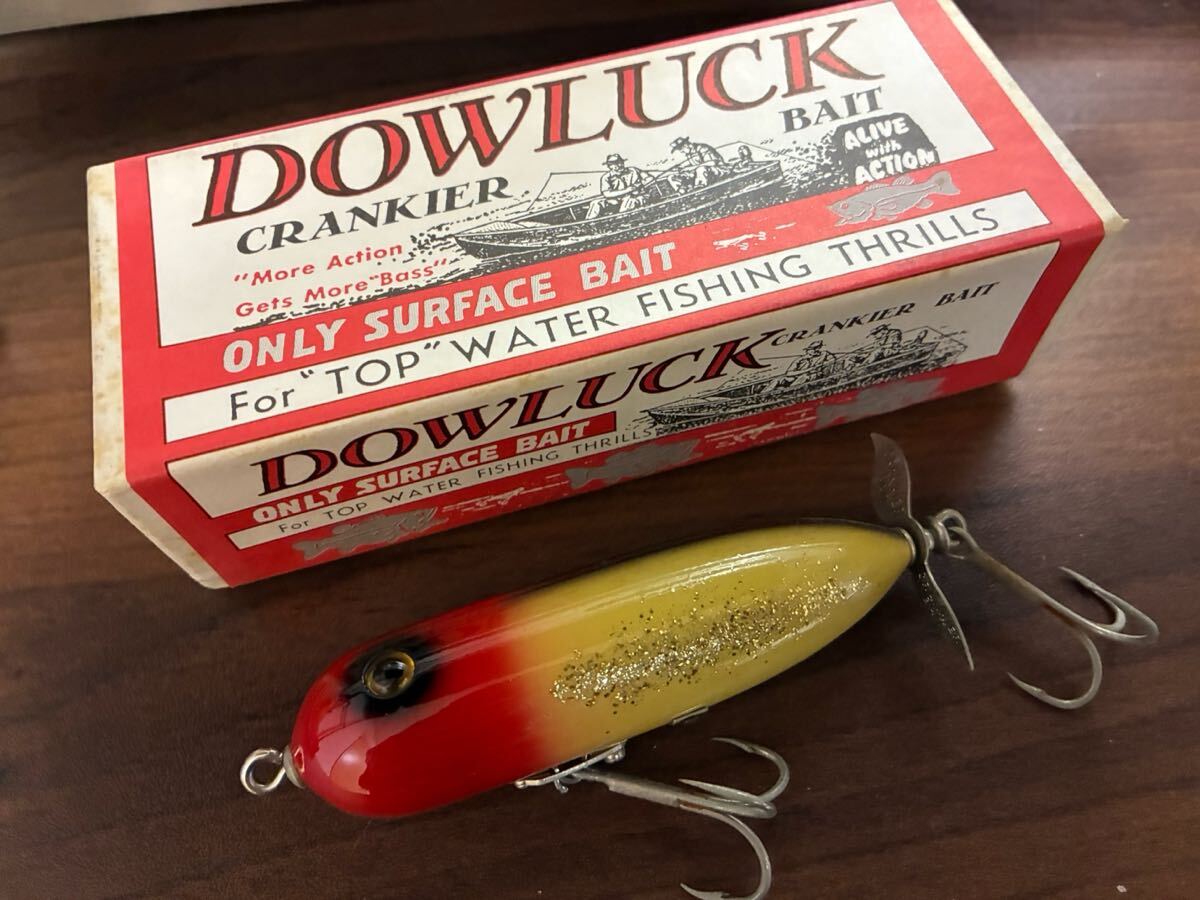 DOWLUCK
CRANKIER BAIT
ALIVE
with
ACTION
"More Action
Gets More "Bass"
ONLY SURFACE BAIT
For "TOP" WATER FISHING THRILLS
DOWLUCK CRANKIER BAIT
ONLY SURFACE BAIT
For TOP WATER FISHING THRILLS